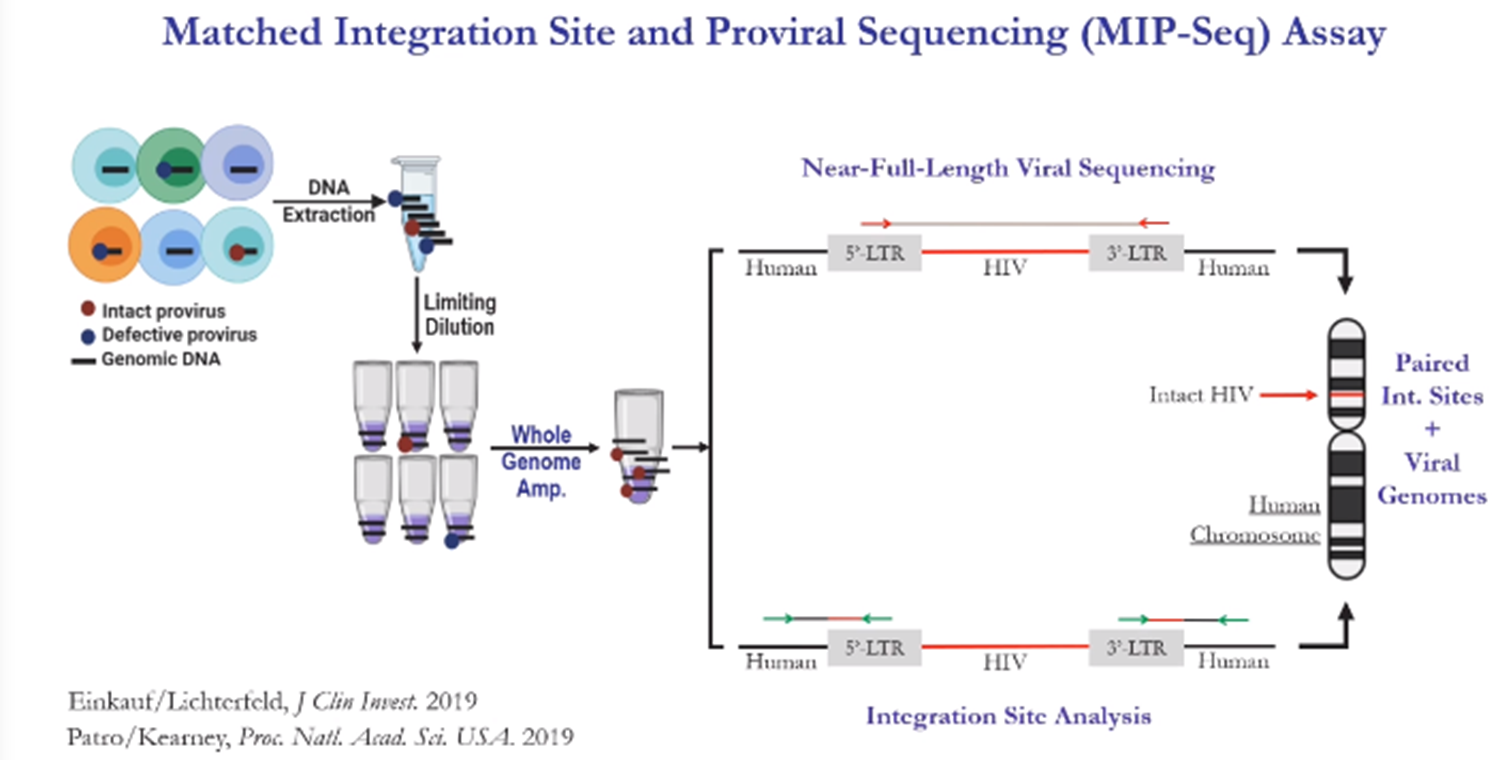 Matched Integration Site and Proviral Sequencing (MIP-Seq) Assay
DNA
Extraction
Intact provirus
Defective provirus
Genomic DNA
Limiting
Dilution
Whole
Genome
Amp.
Near-Full-Length Viral Sequencing
5'-LTR
3'-LTR
Human
HIV
Human
Intact HIV
Paired
Int. Sites
+
Viral
Genomes
Human
Chromosome
5'-LTR
3'-LTR
Human
HIV
Human
Integration Site Analysis
Einkauf/Lichterfeld, J Clin Invest. 2019
Patro/Kearney, Proc. Natl. Acad. Sci. USA. 2019